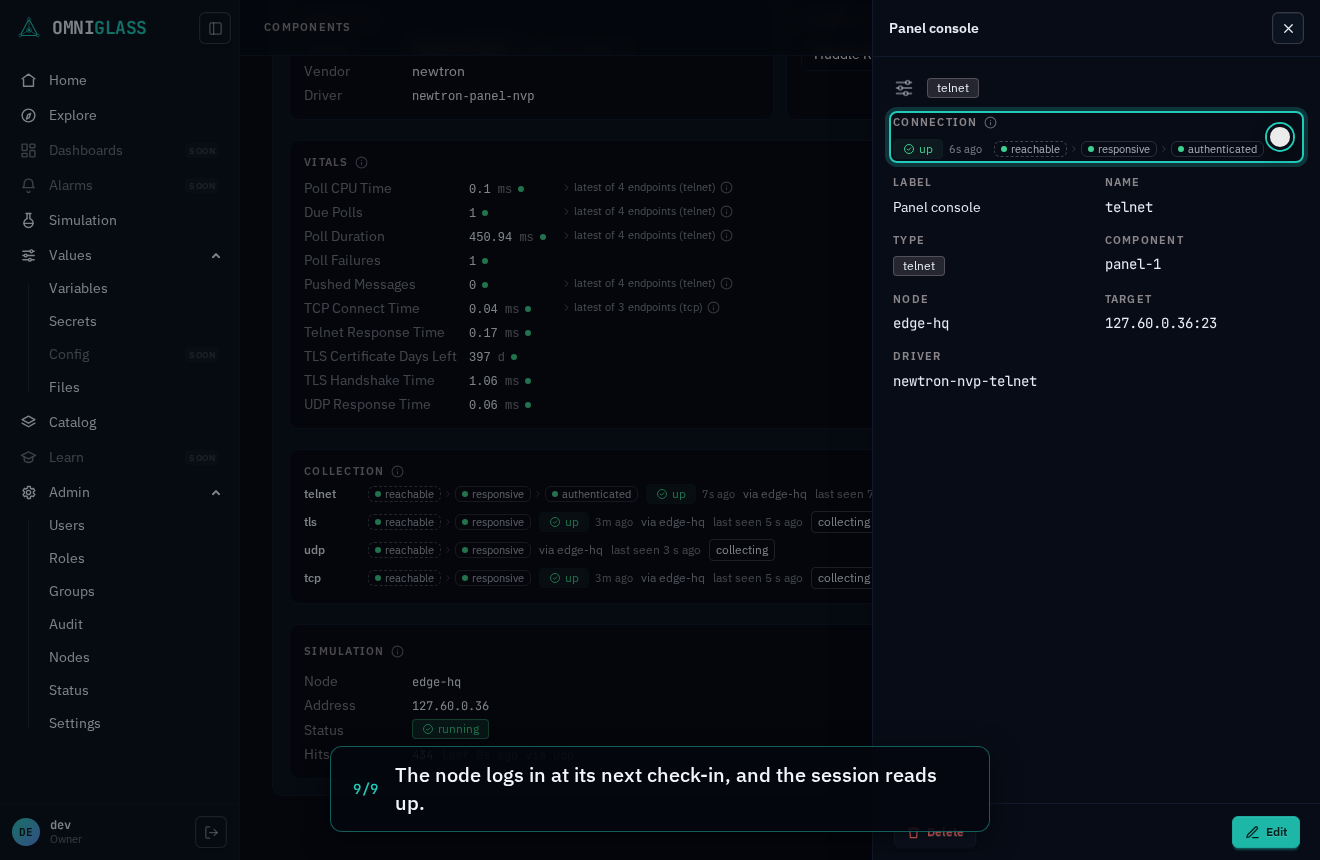 OMNIGLASS
Home
Explore
Dashboards SOON
Alarms SOON
Simulation
Values
Variables
Secrets
Config SOON
Files
Catalog
Learn SOON
Admin
Users
Roles
Groups
Audit
Nodes
Status
Settings
DE dev
Owner
COMPONENTS
Vendor newtron
Driver newtron-panel-nvp
VITALS
Poll CPU Time 0.1 ms latest of 4 endpoints (telnet)
Due Polls 1 latest of 4 endpoints (telnet)
Poll Duration 450.94 ms latest of 4 endpoints (telnet)
Poll Failures 1
Pushed Messages 0 latest of 4 endpoints (telnet)
TCP Connect Time 0.04 ms latest of 3 endpoints (tcp)
Telnet Response Time 0.17 ms
TLS Certificate Days Left 397 d
TLS Handshake Time 1.06 ms
UDP Response Time 0.06 ms
COLLECTION
telnet reachable responsive authenticated up 7s ago via edge-hq last seen 7
tls reachable responsive up 3m ago via edge-hq last seen 5 s ago collecting
udp reachable responsive via edge-hq last seen 3 s ago collecting
tcp reachable responsive up 3m ago via edge-hq last seen 5 s ago collecting
SIMULATION
Node edge-hq
Address 127.60.0.36
Status running
Hits
9/9 The node logs in at its next check-in, and the session reads
up.
Panel console
telnet
CONNECTION
up 6s ago reachable responsive authenticated
LABEL NAME
Panel console telnet
TYPE COMPONENT
telnet panel-1
NODE TARGET
edge-hq 127.60.0.36:23
DRIVER
newtron-nvp-telnet
Delete Edit